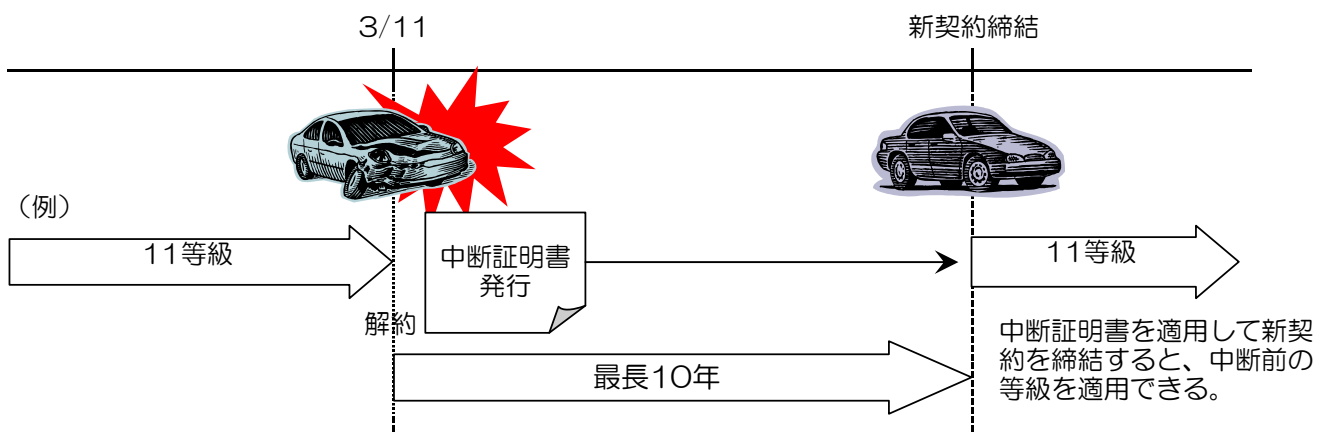 3/11
新契約締結
（例）
11等級
中断証明書
発行
11等級
解約
最長10年
中断証明書を適用して新契
約を締結すると、中断前の
等級を適用できる。